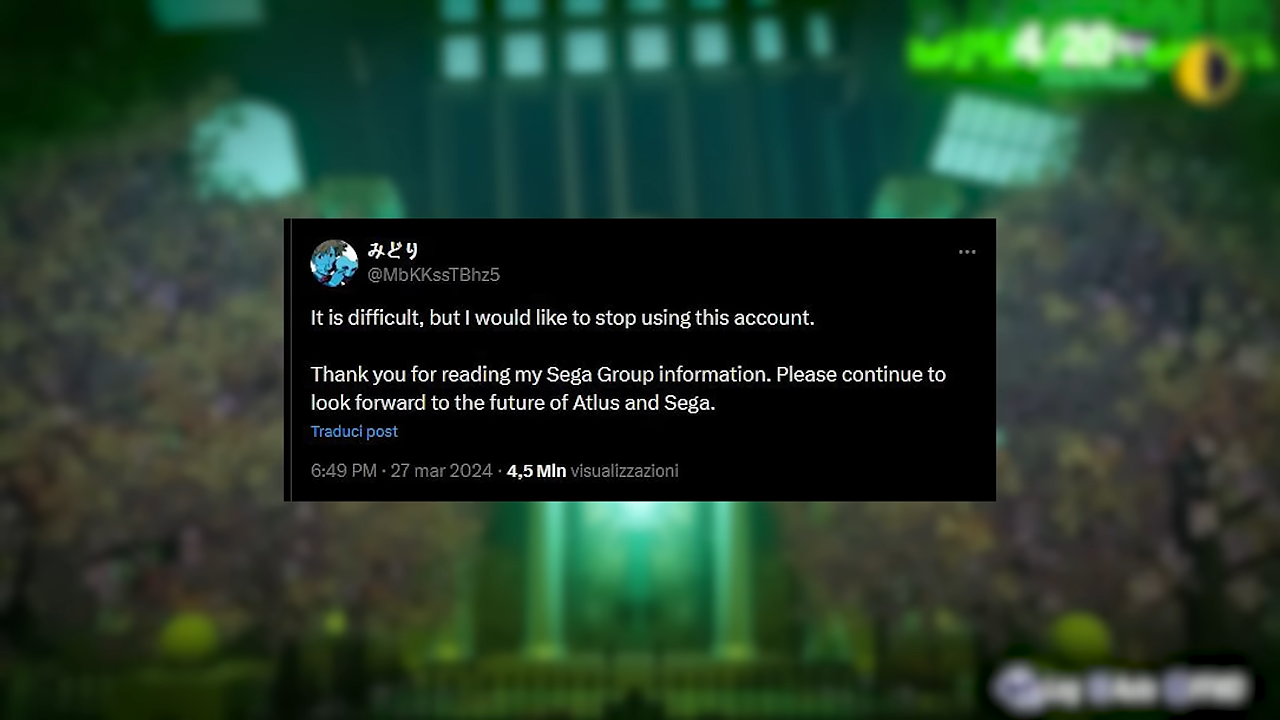 4/20
みどり
@MbKKssTBhz5
It is difficult, but I would like to stop using this account.
Thank you for reading my Sega Group information. Please continue to
look forward to the future of Atlus and Sega.
Traduci post
6:49 PM · 27 mar 2024 · 4,5 Mln visualizzazioni